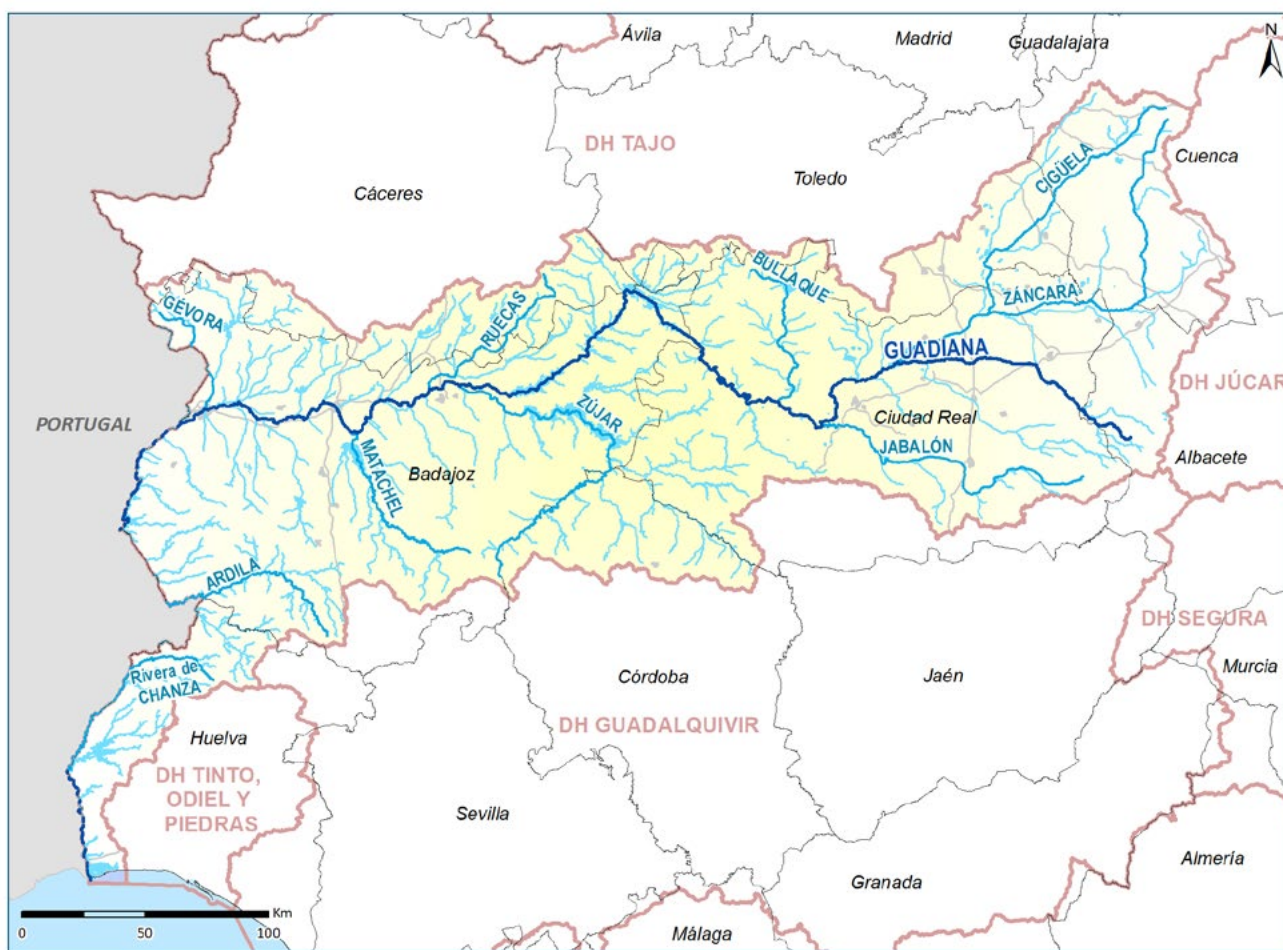 Ávila
Madrid
Guadalajara
N
DH TAJO
Cuenca
CIGÜELA
Toledo
Cáceres
BULLAQUE
GÉVORA
RUECAS
ZÁNCARA
GUADIANA
DH JÚCAR
PORTUGAL
ZÚJAR
Ciudad Real
JABALÓN
MATACHEL
Badajoz
Albacete
ARDILA
DH SEGURA
Rivera de
CHANZA
Córdoba
Jaén
Murcia
Huelva
DH GUADALQUIVIR
DH TINTO,
ODIEL Y
PIEDRAS
Sevilla
Almería
Granada
Km
0 50 100
Málaga